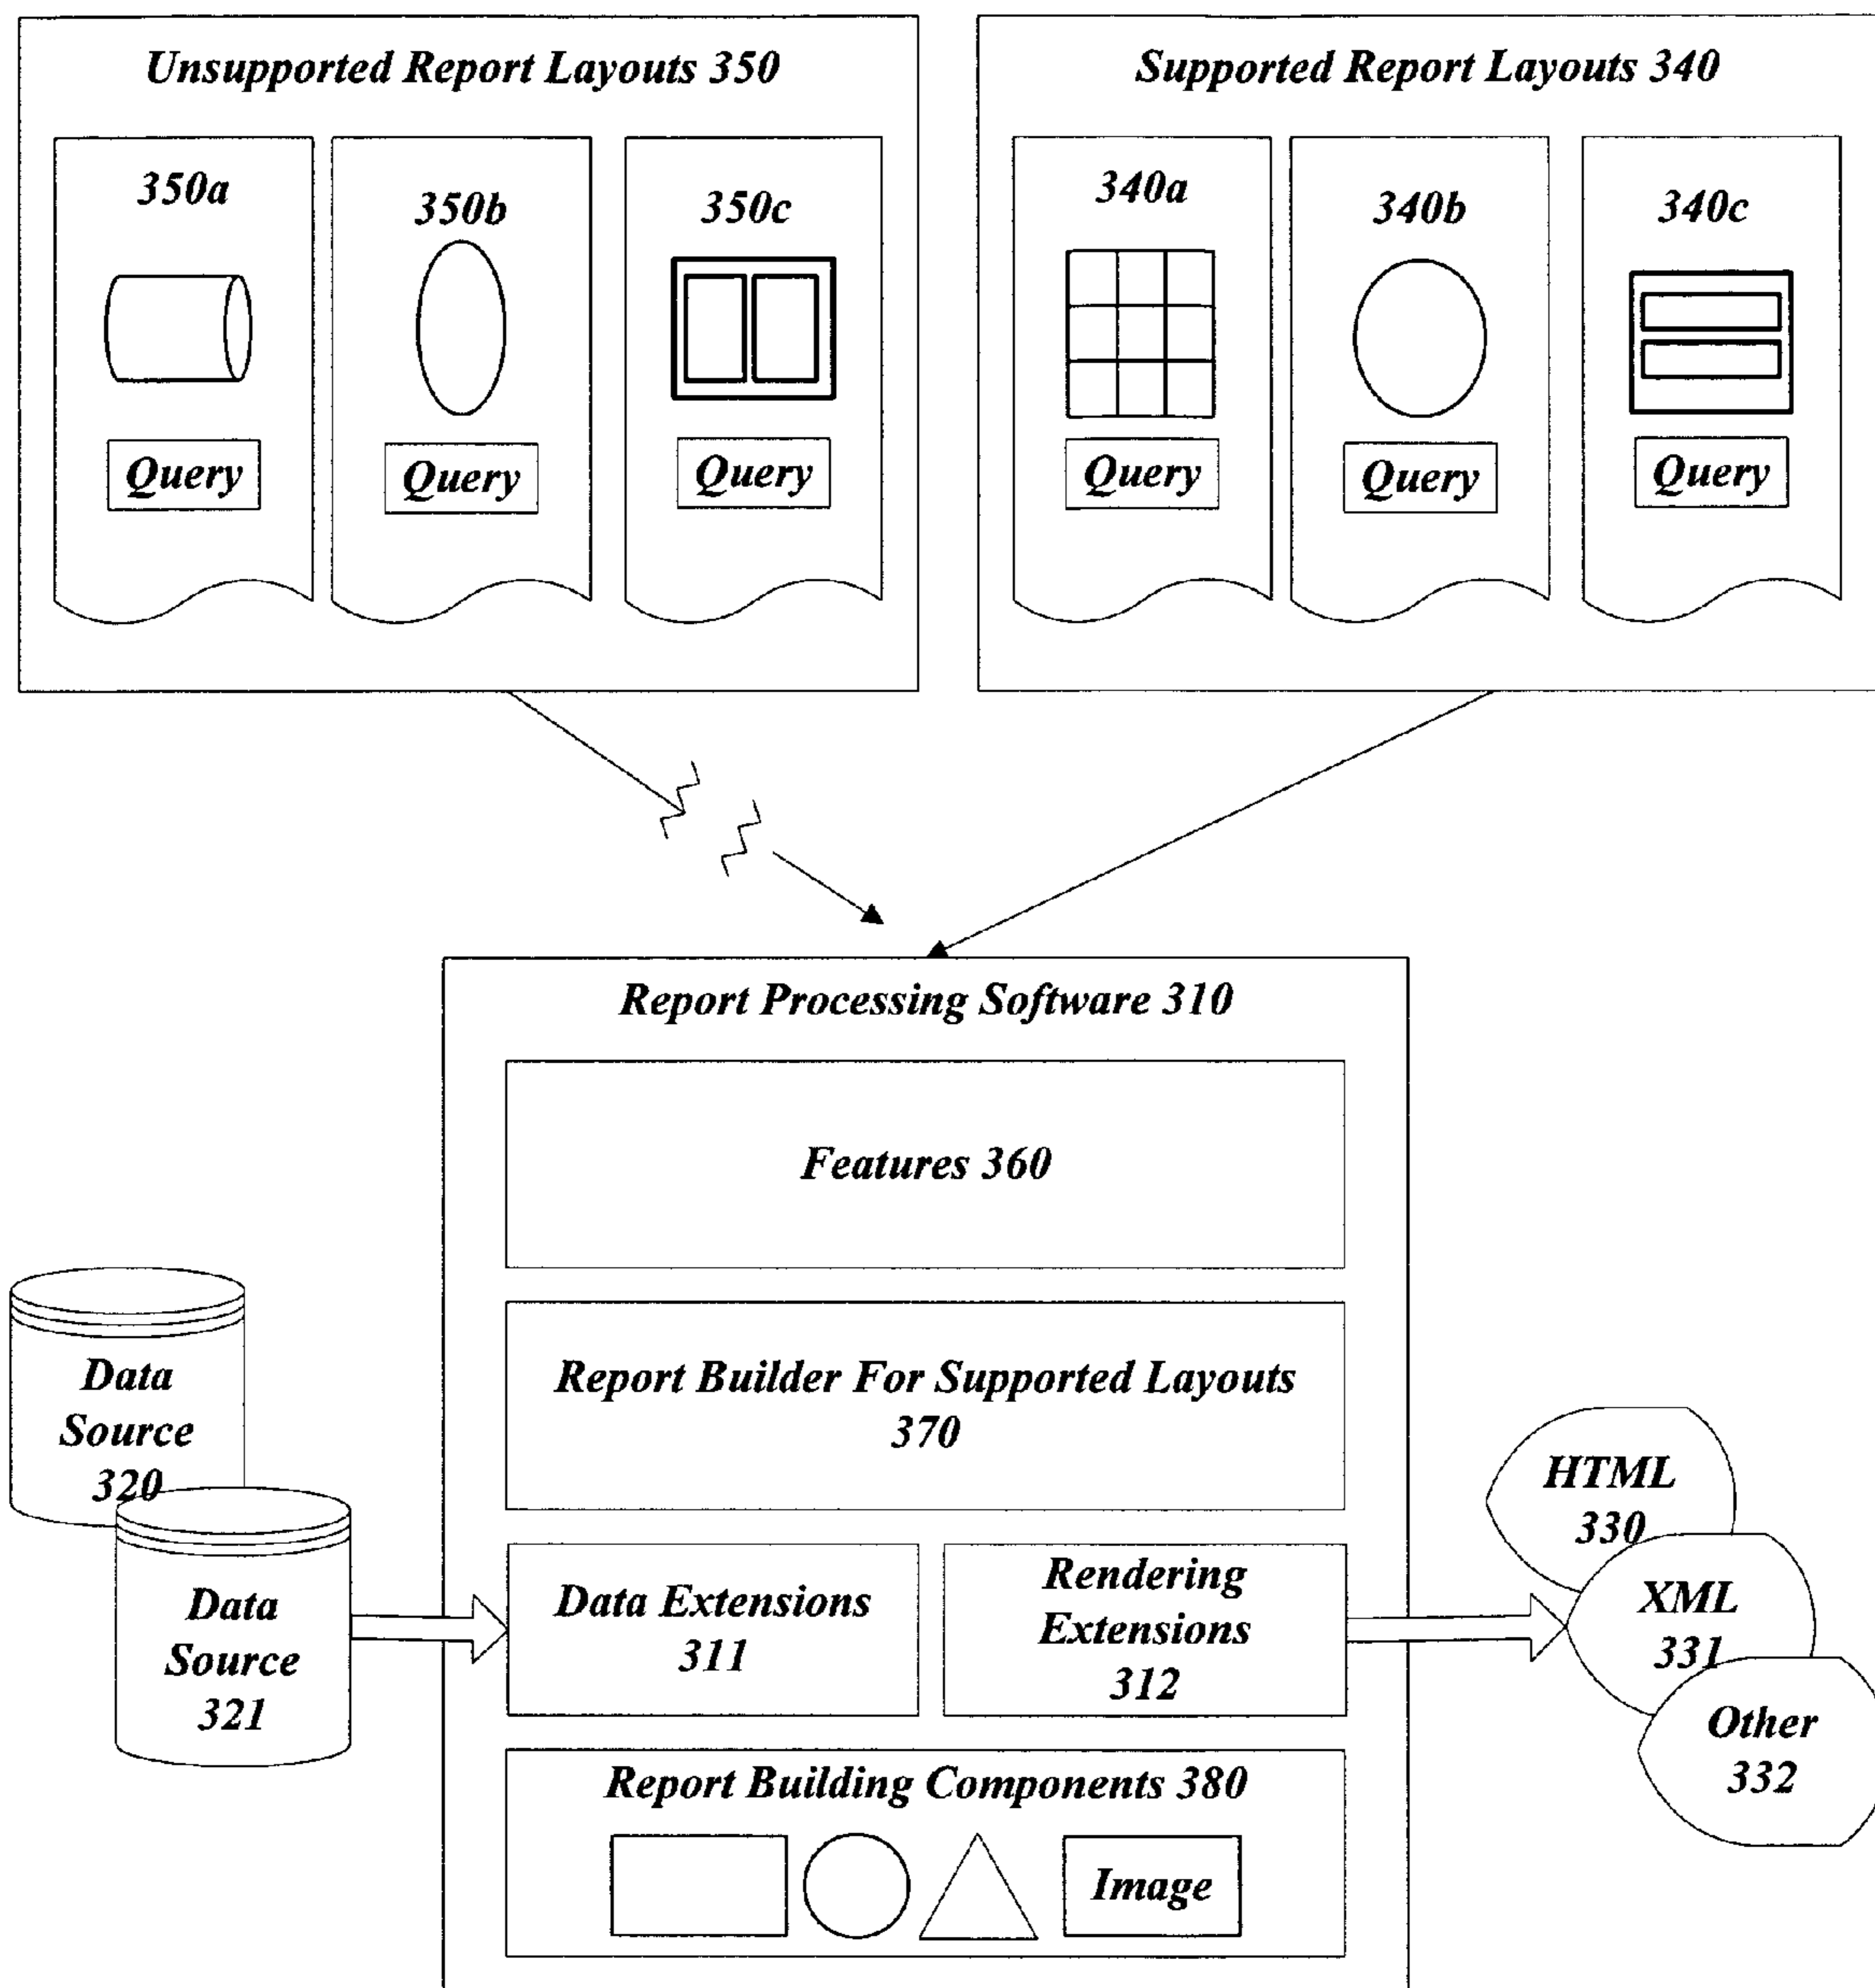 Unsupported Report Layouts 350
350a
350b
350c
Query
Query
Query
Supported Report Layouts 340
340a
340b
340c
Query
Query
Query
Report Processing Software 310
Features 360
Report Builder For Supported Layouts
370
Data
Source
320
Data
Source
321
Data Extensions
311
Rendering
Extensions
312
HTML
330
XML
331
Other
332
Report Building Components 380
Image